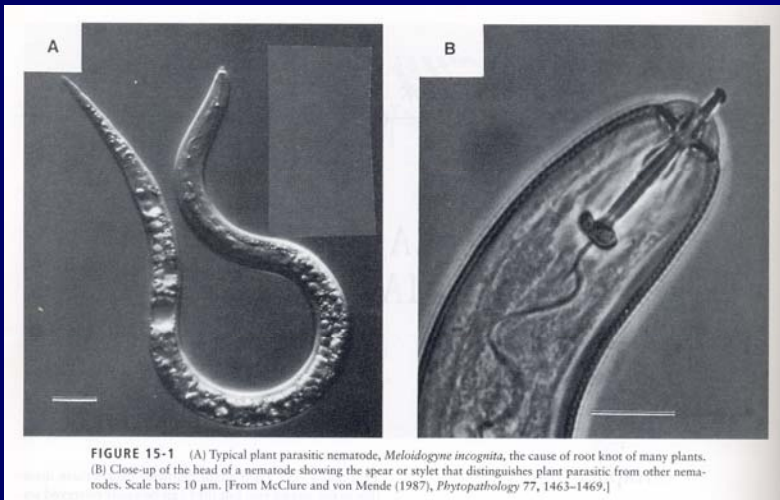 A
B
FIGURE 15-1 (A) Typical plant parasitic nematode, Meloidogyne incognita, the cause of root knot of many plants.
(B) Close-up of the head of a nematode showing the spear or stylet that distinguishes plant parasitic from other nema-
todes. Scale bars: 10 µm. [From McClure and von Mende (1987), Phytopathology 77, 1463–1469.]